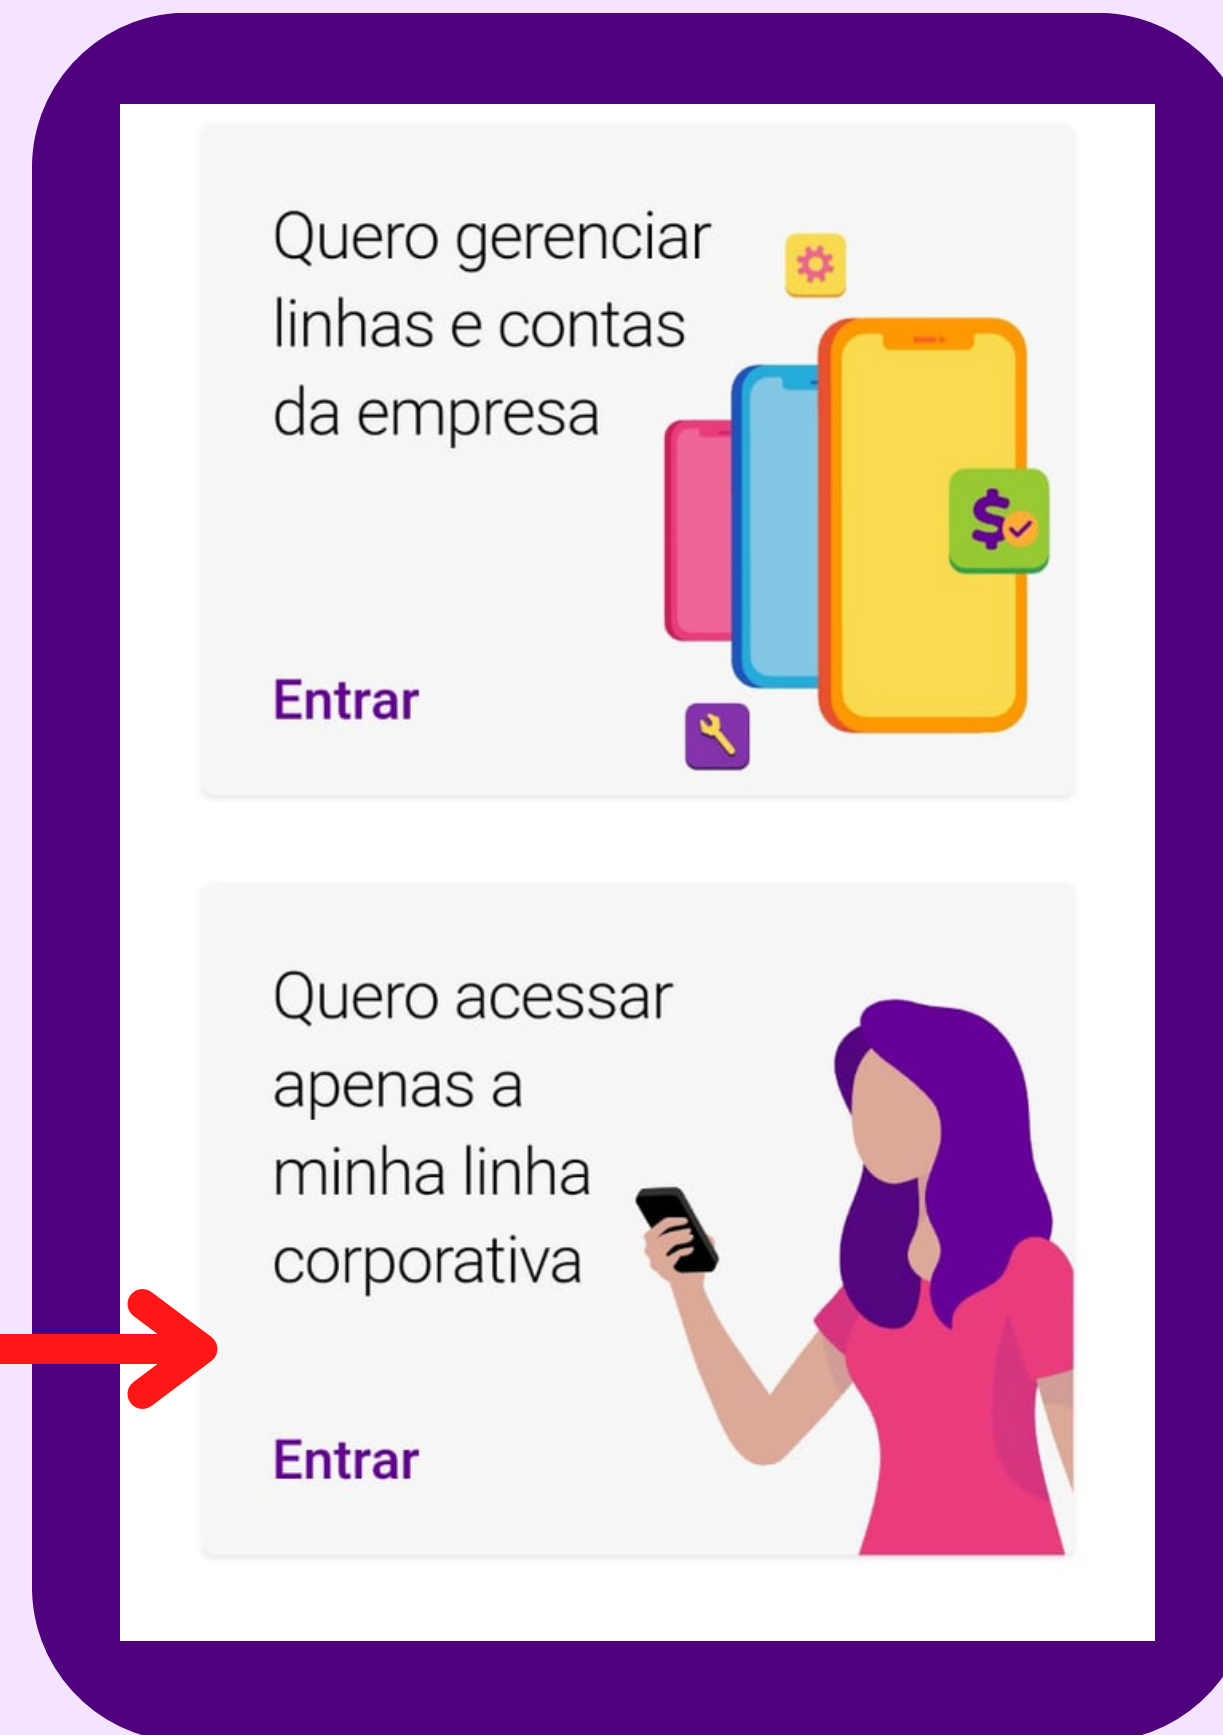 Quero gerenciar
linhas e contas
da empresa
Entrar
Quero acessar
apenas a
minha linha
corporativa
Entrar